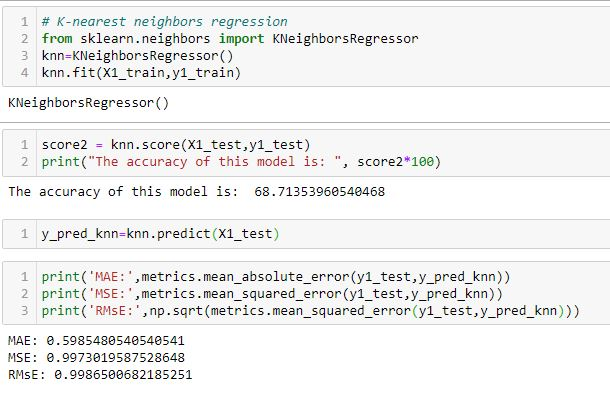 1 # K-nearest neighbors regression
2 from sklearn.neighbors import KNeighborsRegressor
3 knn=KNeighborsRegressor()
4 knn.fit(X1_train,y1_train)
KNeighborsRegressor()
1 score2 = knn.score(X1_test,y1_test)
2 print("The accuracy of this model is: ", score2*100)
The accuracy of this model is:  68.71353960540468
1 y_pred_knn=knn.predict(X1_test)
1 print('MAE:',metrics.mean_absolute_error(y1_test,y_pred_knn))
2 print('MSE:',metrics.mean_squared_error(y1_test,y_pred_knn))
3 print('RMsE:',np.sqrt(metrics.mean_squared_error(y1_test,y_pred_knn)))
MAE: 0.5985480540540541
MSE: 0.9973019587528648
RMsE: 0.9986500682185251